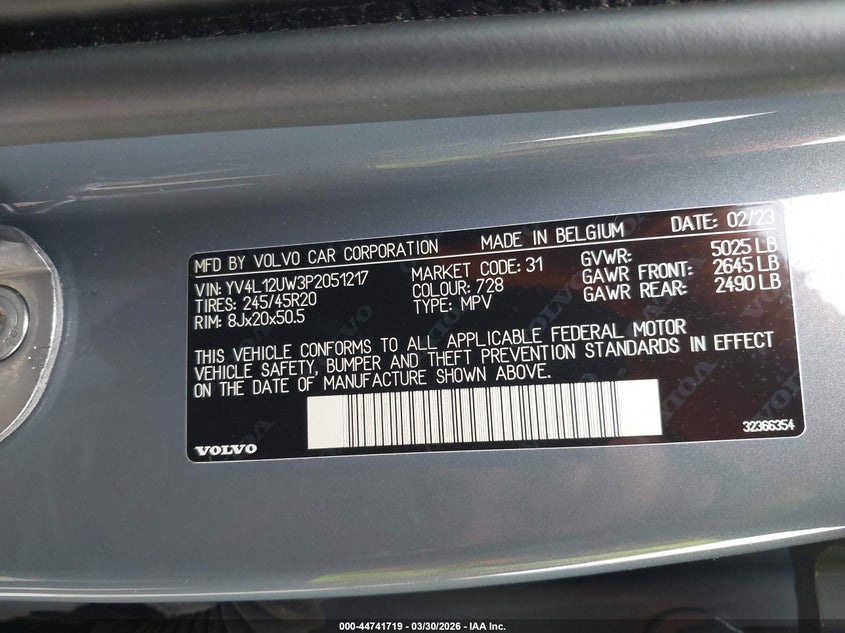 MFD BY VOLVO CAR CORPORATION MADE IN BELGIUM DATE: 02/23
VIN: YV4L12UW3P2051217 MARKET CODE: 31 GVWR: 5025 LB
TIRES: 245/45R20 COLOUR: 728 GAWR FRONT: 2645 LB
RIM: 8Jx20x50.5 TYPE: MPV GAWR REAR: 2490 LB
THIS VEHICLE CONFORMS TO ALL APPLICABLE FEDERAL MOTOR
VEHICLE SAFETY, BUMPER AND THEFT PREVENTION STANDARDS IN EFFECT
ON THE DATE OF MANUFACTURE SHOWN ABOVE.
VOLVO 32366354
000-44741719 - 03/30/2026 - IAA Inc.